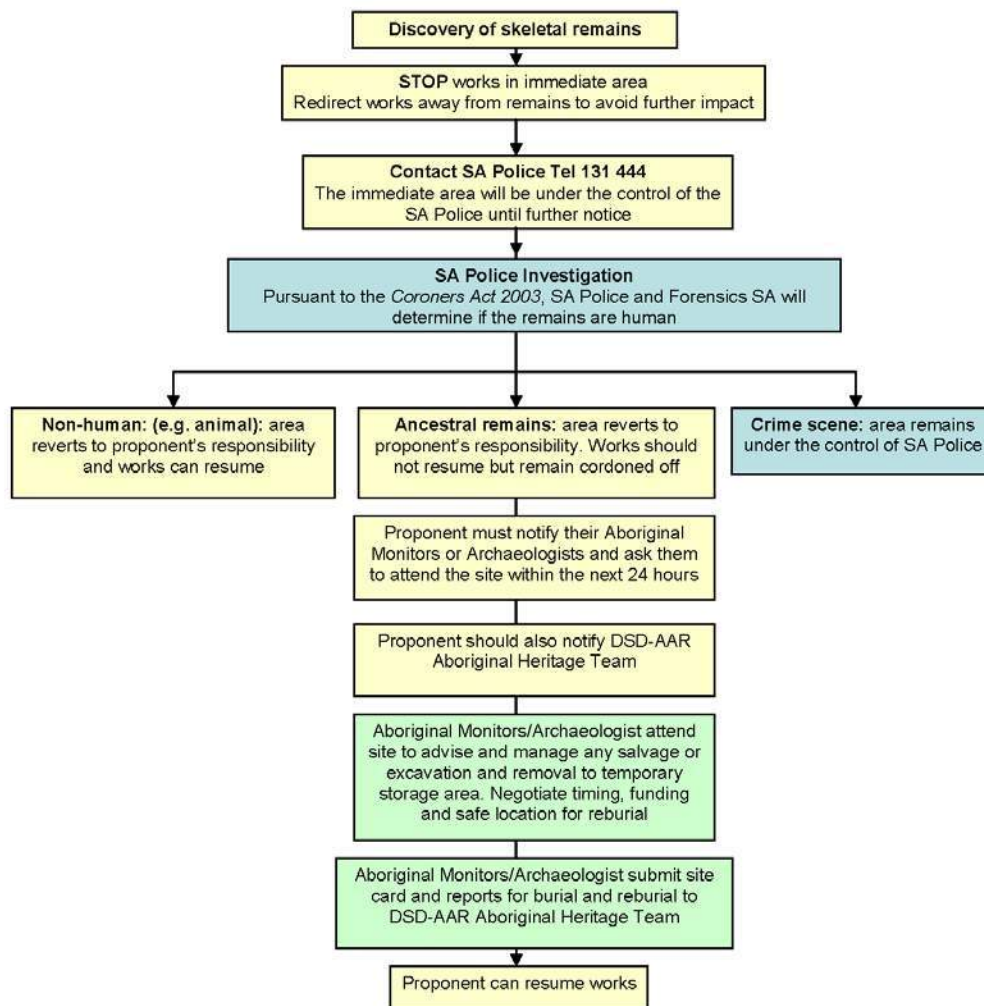 Discovery of skeletal remains
STOP works in immediate area
Redirect works away from remains to avoid further impact
Contact SA Police Tel 131 444
The immediate area will be under the control of the
SA Police until further notice
SA Police Investigation
Pursuant to the Coroners Act 2003, SA Police and Forensics SA will
determine if the remains are human
Non-human: (e.g. animal): area
reverts to proponent's responsibility
and works can resume
Ancestral remains: area reverts to
proponent's responsibility. Works should
not resume but remain cordoned off
Crime scene: area remains
under the control of SA Police
Proponent must notify their Aboriginal
Monitors or Archaeologists and ask them
to attend the site within the next 24 hours
Proponent should also notify DSD-AAR
Aboriginal Heritage Team
Aboriginal Monitors/Archaeologist attend
site to advise and manage any salvage or
excavation and removal to temporary
storage area. Negotiate timing, funding
and safe location for reburial
Aboriginal Monitors/Archaeologist submit site
card and reports for burial and reburial to
DSD-AAR Aboriginal Heritage Team
Proponent can resume works